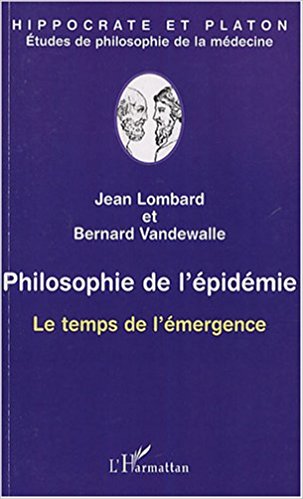 HIPPOCRATE ET PLATON
Études de philosophie de la médecine
Jean Lombard
et
Bernard Vandewalle
Philosophie de l'épidémie
Le temps de l'émergence
L'Harmattan